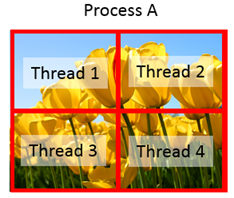 Process A
Thread 1
Thread 2
Thread 3
Thread 4